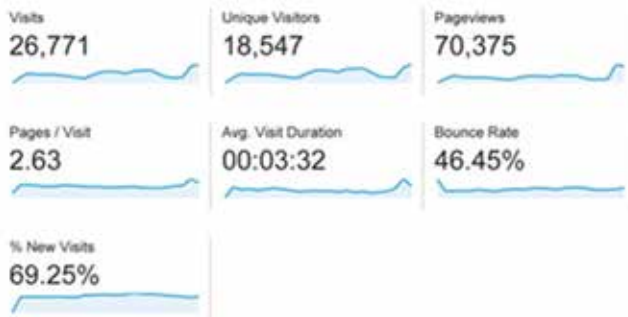 Visits
26,771
Unique Visitors
18,547
Pageviews
70,375
Pages / Visit
2.63
Avg. Visit Duration
00:03:32
Bounce Rate
46.45%
% New Visits
69.25%